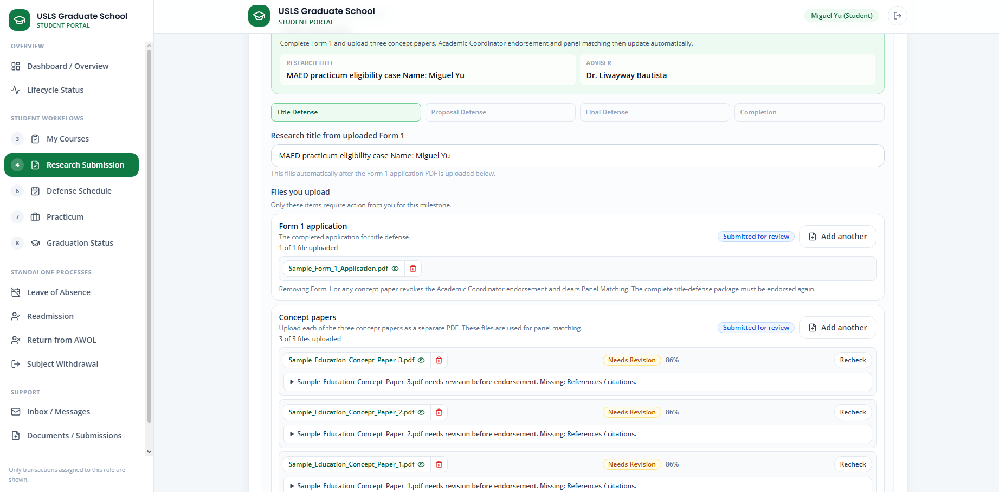 USLS Graduate School
STUDENT PORTAL
OVERVIEW
Dashboard / Overview
Lifecycle Status
STUDENT WORKFLOWS
3 My Courses
4 Research Submission
6 Defense Schedule
7 Practicum
8 Graduation Status
STANDALONE PROCESSES
Leave of Absence
Readmission
Return from AWOL
Subject Withdrawal
SUPPORT
Inbox / Messages
Documents / Submissions
Only transactions assigned to this role are
shown.
USLS Graduate School
STUDENT PORTAL
Miguel Yu (Student)
Complete Form 1 and upload three concept papers. Academic Coordinator endorsement and panel matching then update automatically.
RESEARCH TITLE
MAED practicum eligibility case Name: Miguel Yu
ADVISER
Dr. Liwayway Bautista
Title Defense
Proposal Defense
Final Defense
Completion
Research title from uploaded Form 1
MAED practicum eligibility case Name: Miguel Yu
This fills automatically after the Form 1 application PDF is uploaded below.
Files you upload
Only these items require action from you for this milestone.
Form 1 application
The completed application for title defense.
1 of 1 file uploaded
Submitted for review
Add another
Sample_Form_1_Application.pdf
Removing Form 1 or any concept paper revokes the Academic Coordinator endorsement and clears Panel Matching. The complete title-defense package must be endorsed again.
Concept papers
Upload each of the three concept papers as a separate PDF. These files are used for panel matching.
3 of 3 files uploaded
Submitted for review
Add another
Sample_Education_Concept_Paper_3.pdf
Needs Revision 86%
Recheck
Sample_Education_Concept_Paper_3.pdf needs revision before endorsement. Missing: References / citations.
Sample_Education_Concept_Paper_2.pdf
Needs Revision 86%
Recheck
Sample_Education_Concept_Paper_2.pdf needs revision before endorsement. Missing: References / citations.
Sample_Education_Concept_Paper_1.pdf
Needs Revision 86%
Recheck
Sample_Education_Concept_Paper_1.pdf needs revision before endorsement. Missing: References / citations.